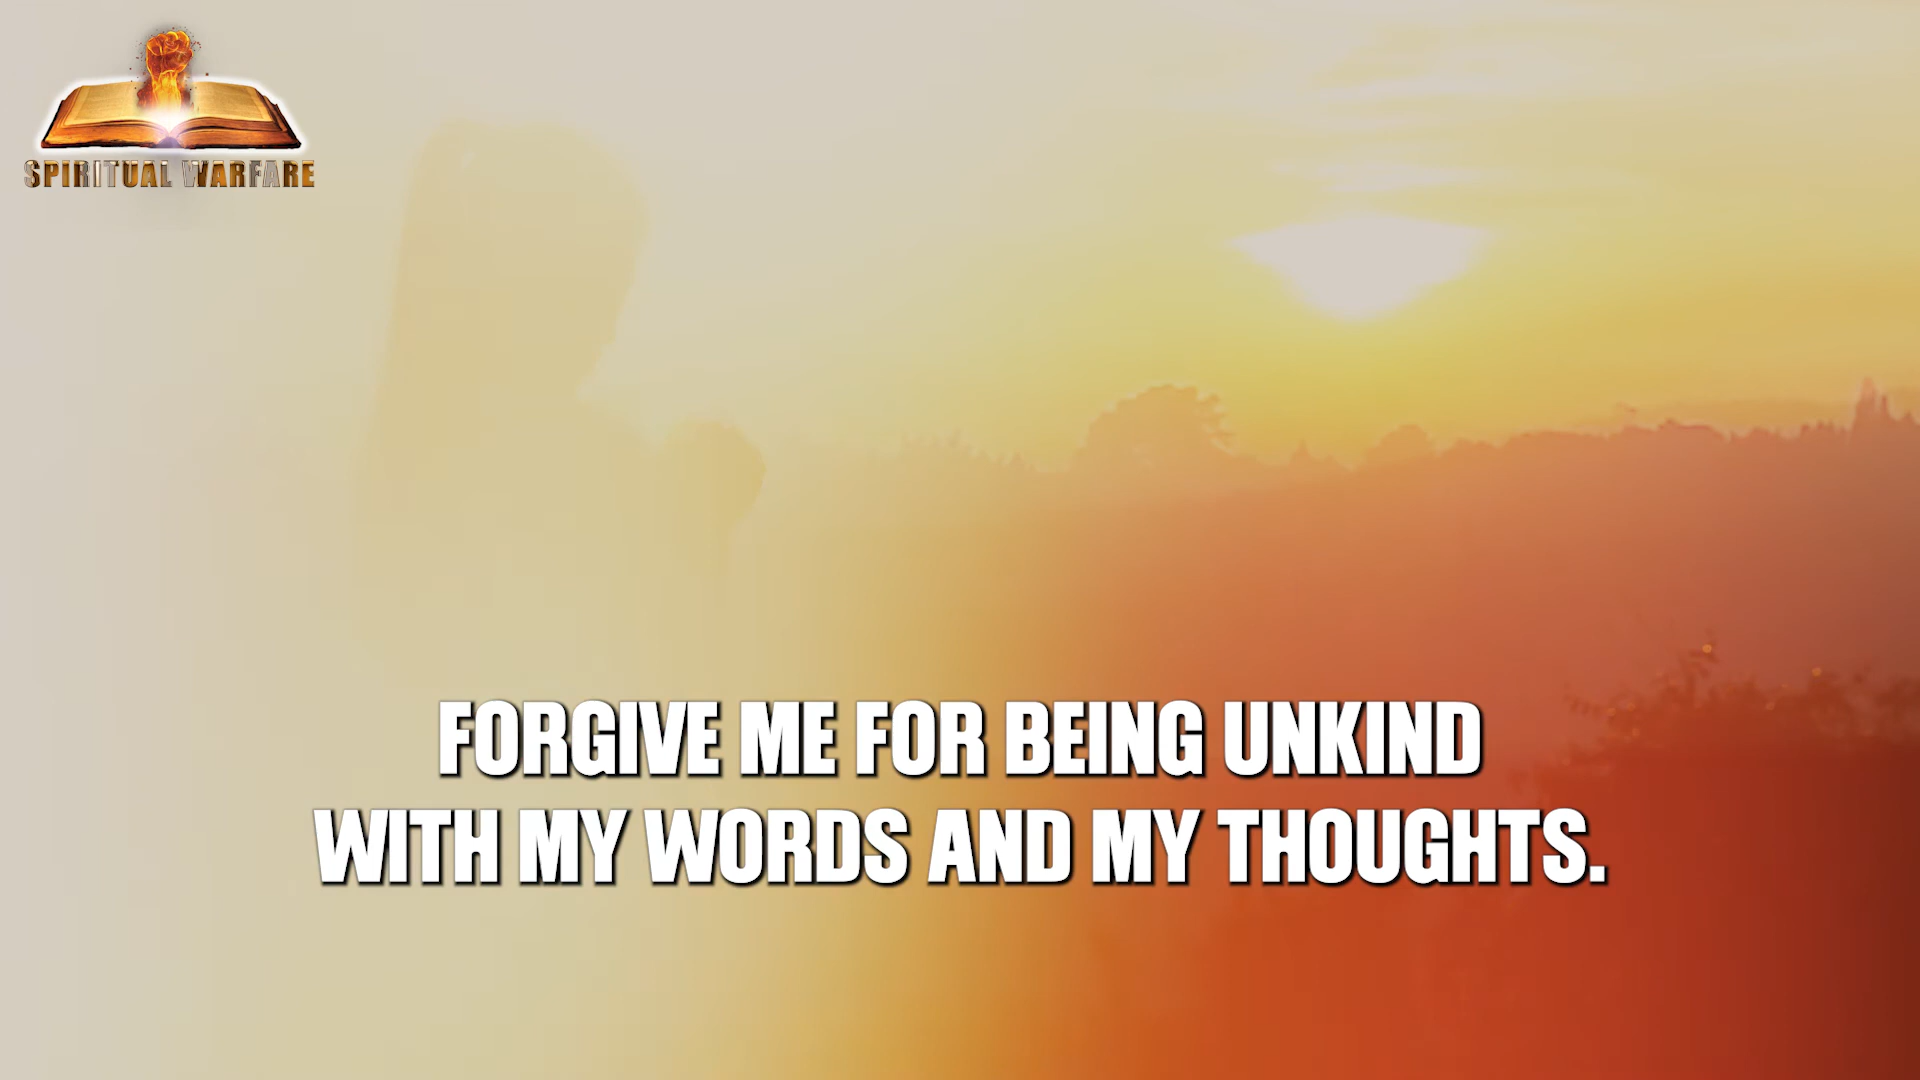 SPIRITUAL WARFARE
FORGIVE ME FOR BEING UNKIND
WITH MY WORDS AND MY THOUGHTS.